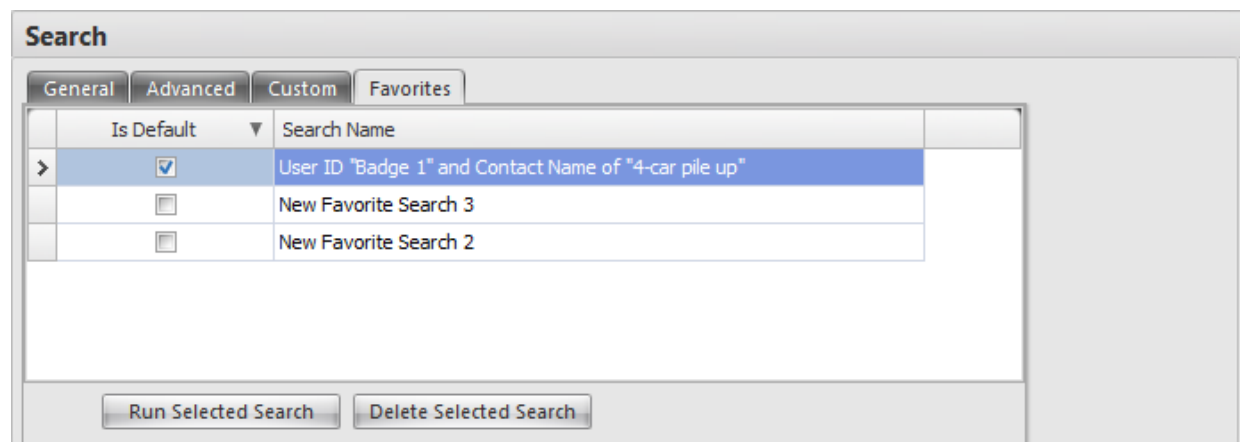 Search
General Advanced Custom Favorites
Is Default Search Name
User ID "Badge 1" and Contact Name of "4-car pile up"
New Favorite Search 3
New Favorite Search 2
Run Selected Search Delete Selected Search